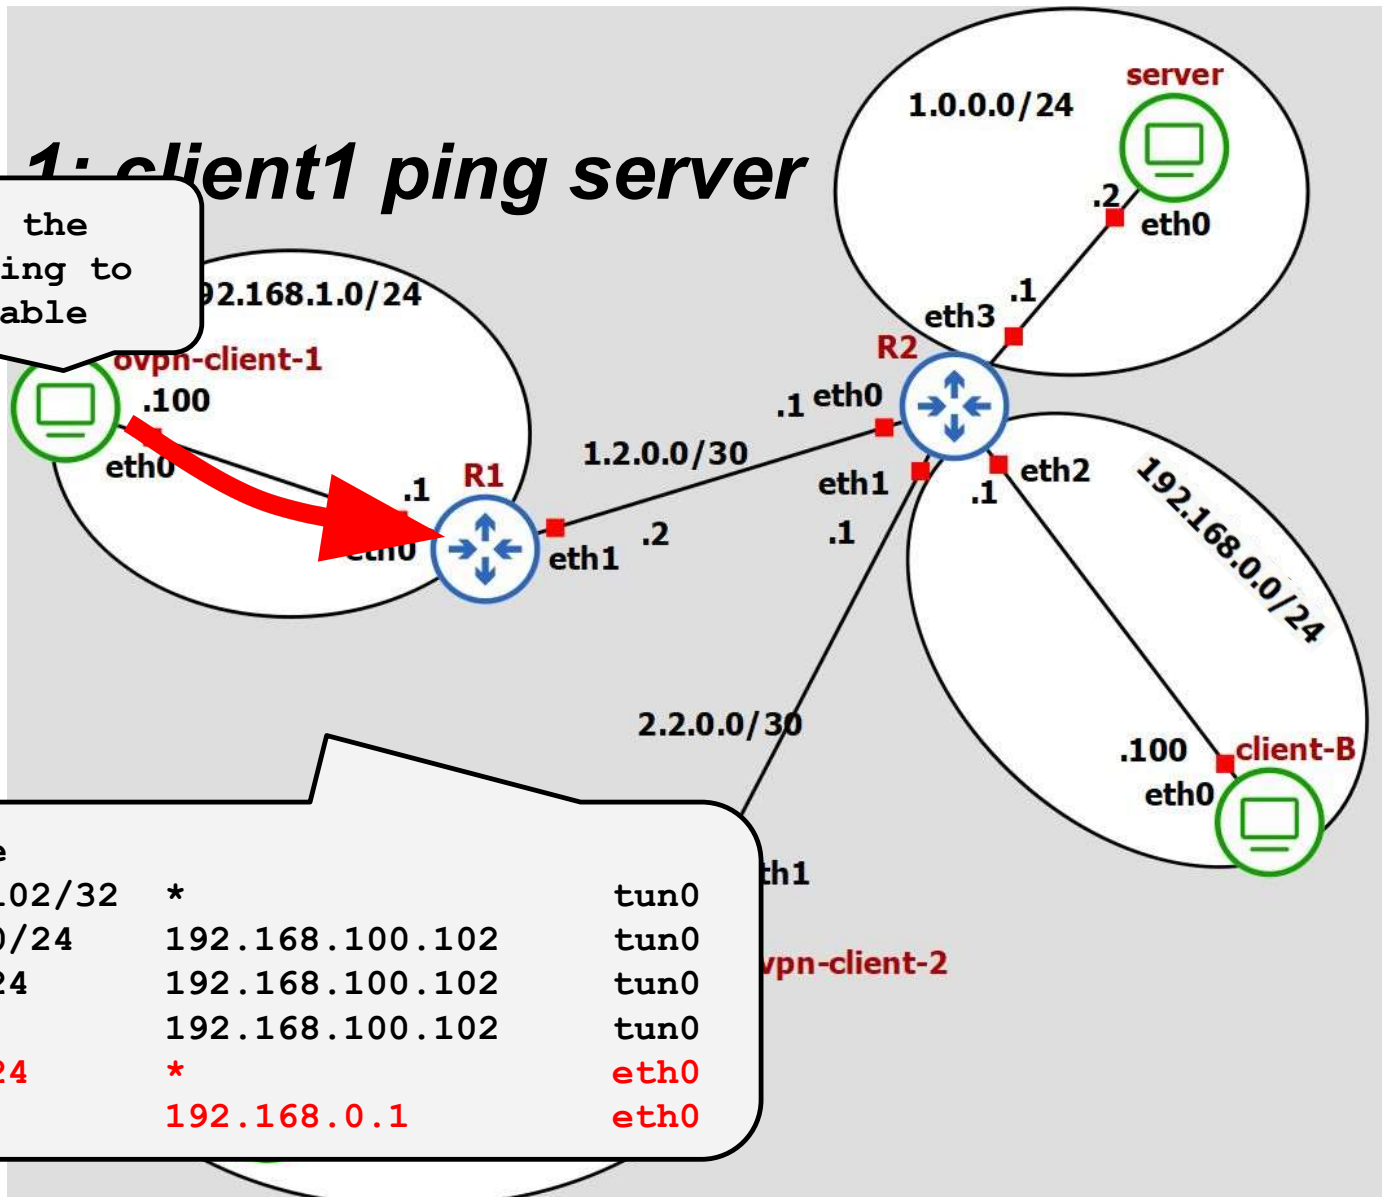 server
1.0.0.0/24
1: client1 ping server
.2
eth0
the
ing to
able
92.168.1.0/24
.1
eth3
R2
ovpn-client-1
.100
.1 eth0
eth0
1.2.0.0/30
R1
.1
eth1
eth2
.1
192.168.0.0/24
eth0
eth1
.2
.1
2.2.0.0/30
.100
client-B
eth0
e
102/32 * tun0
0/24 192.168.100.102 tun0
24 192.168.100.102 tun0
192.168.100.102 tun0
24 * eth0
192.168.0.1 eth0
th1
vpn-client-2